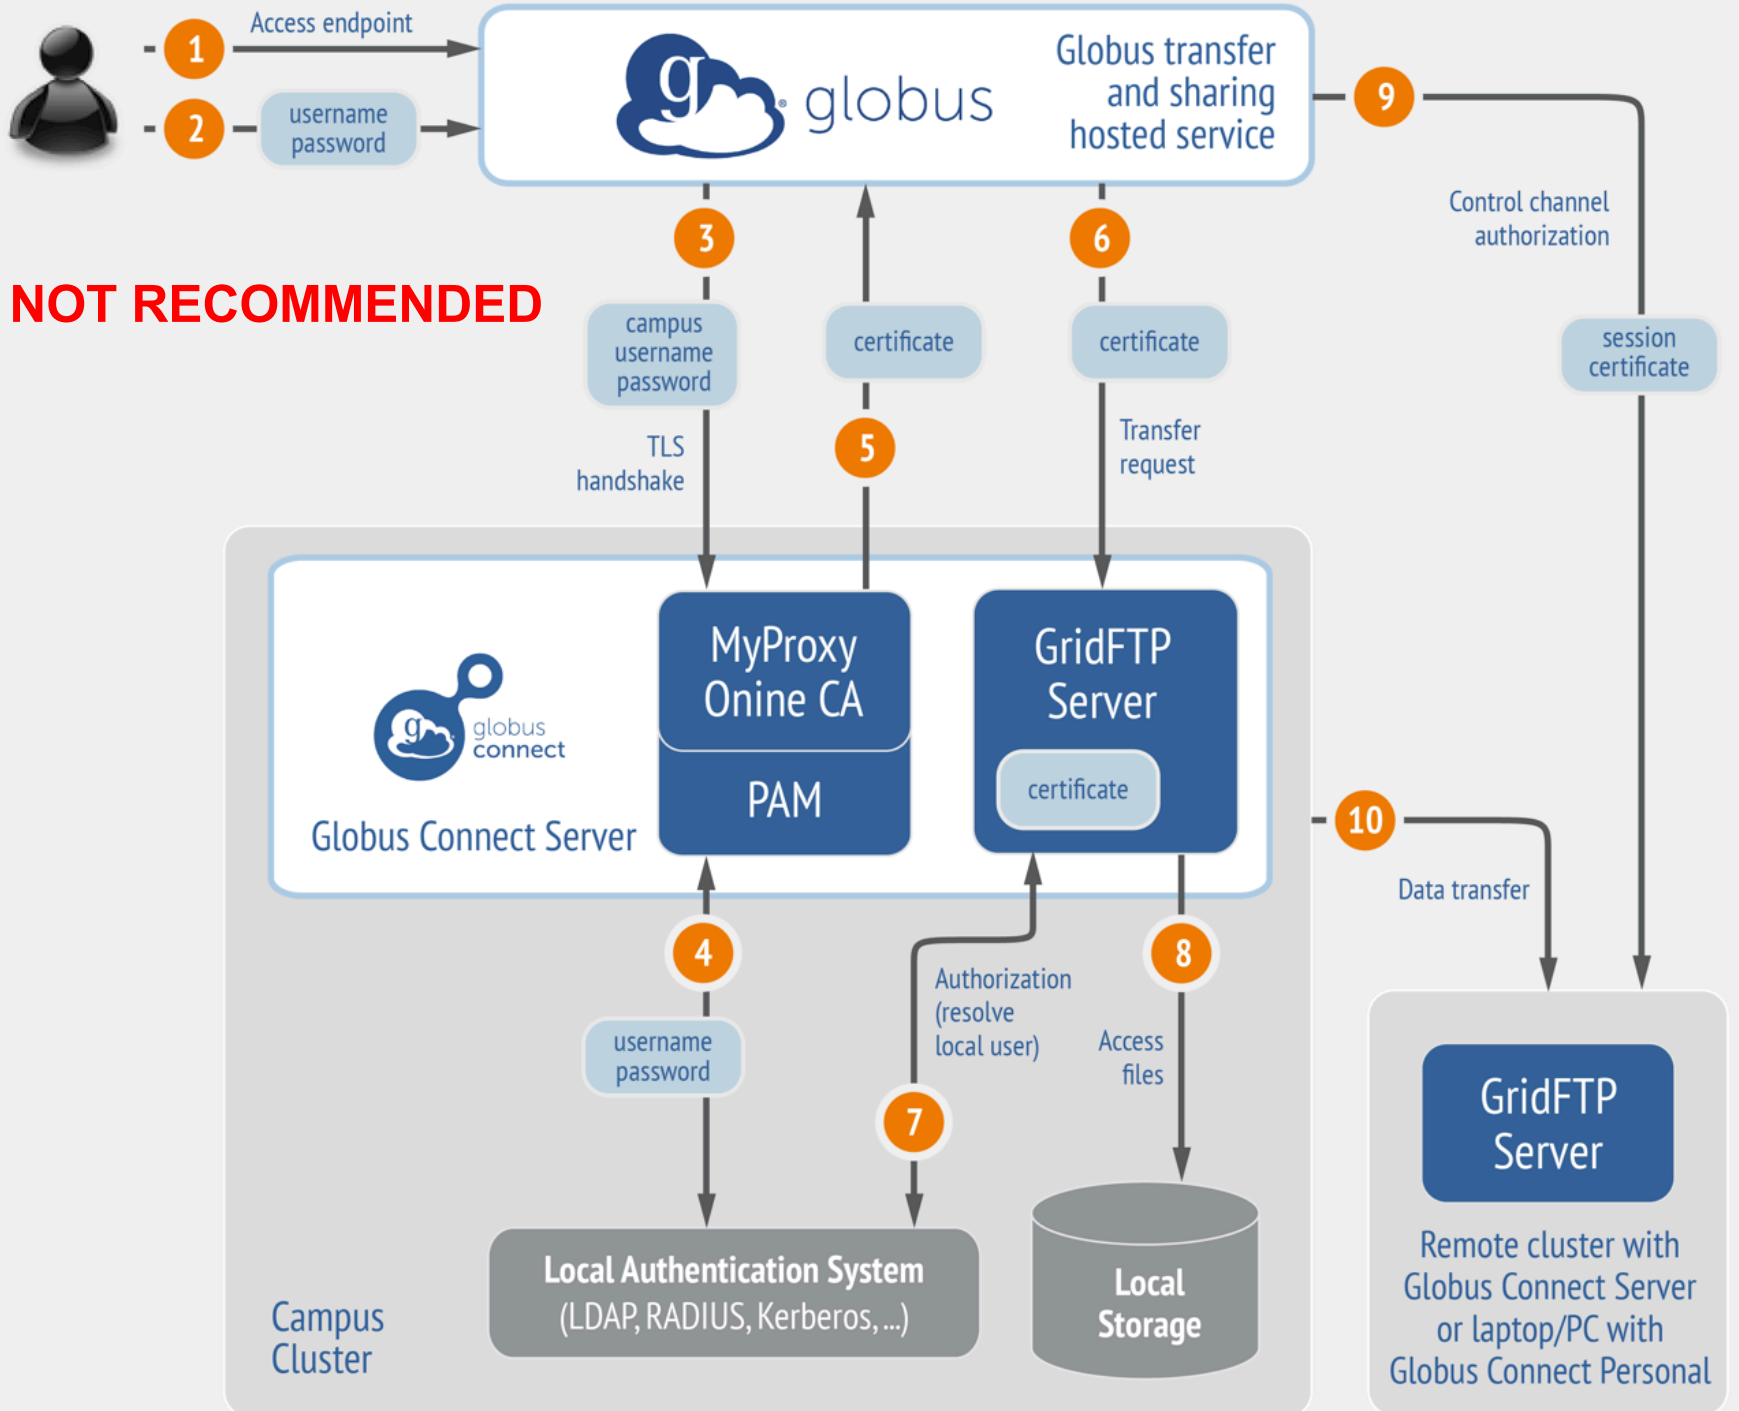 1
Access endpoint
2
username
password
g globus
Globus transfer
and sharing
hosted service
9
3
6
Control channel
authorization
NOT RECOMMENDED
campus
username
password
certificate
certificate
session
certificate
TLS
handshake
5
Transfer
request
MyProxy
Onine CA
PAM
GridFTP
Server
certificate
g globus
connect
Globus Connect Server
10
Data transfer
4
username
password
Authorization
(resolve
local user)
7
8
Access
files
Local Authentication System
(LDAP, RADIUS, Kerberos, ...)
Local
Storage
Campus
Cluster
GridFTP
Server
Remote cluster with
Globus Connect Server
or laptop/PC with
Globus Connect Personal